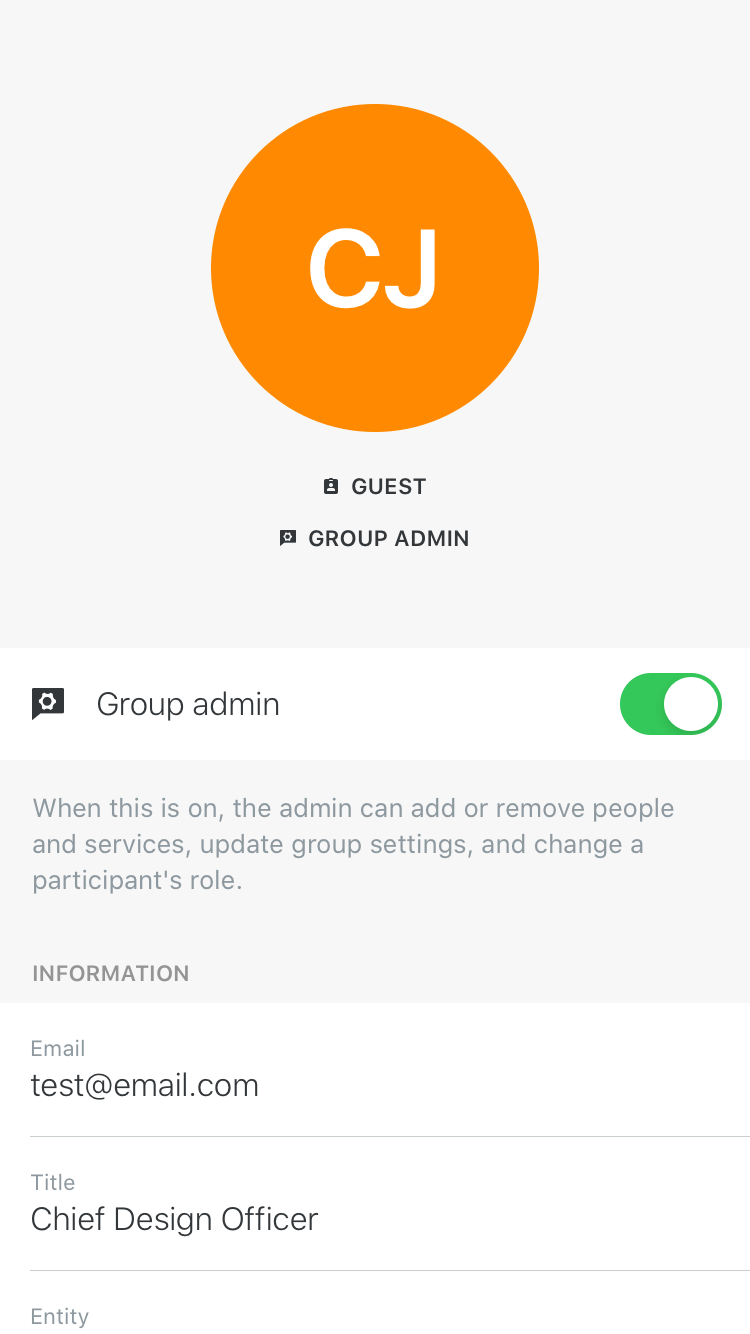 CJ
GUEST
GROUP ADMIN
Group admin
When this is on, the admin can add or remove people
and services, update group settings, and change a
participant's role.
INFORMATION
Email
test@email.com
Title
Chief Design Officer
Entity